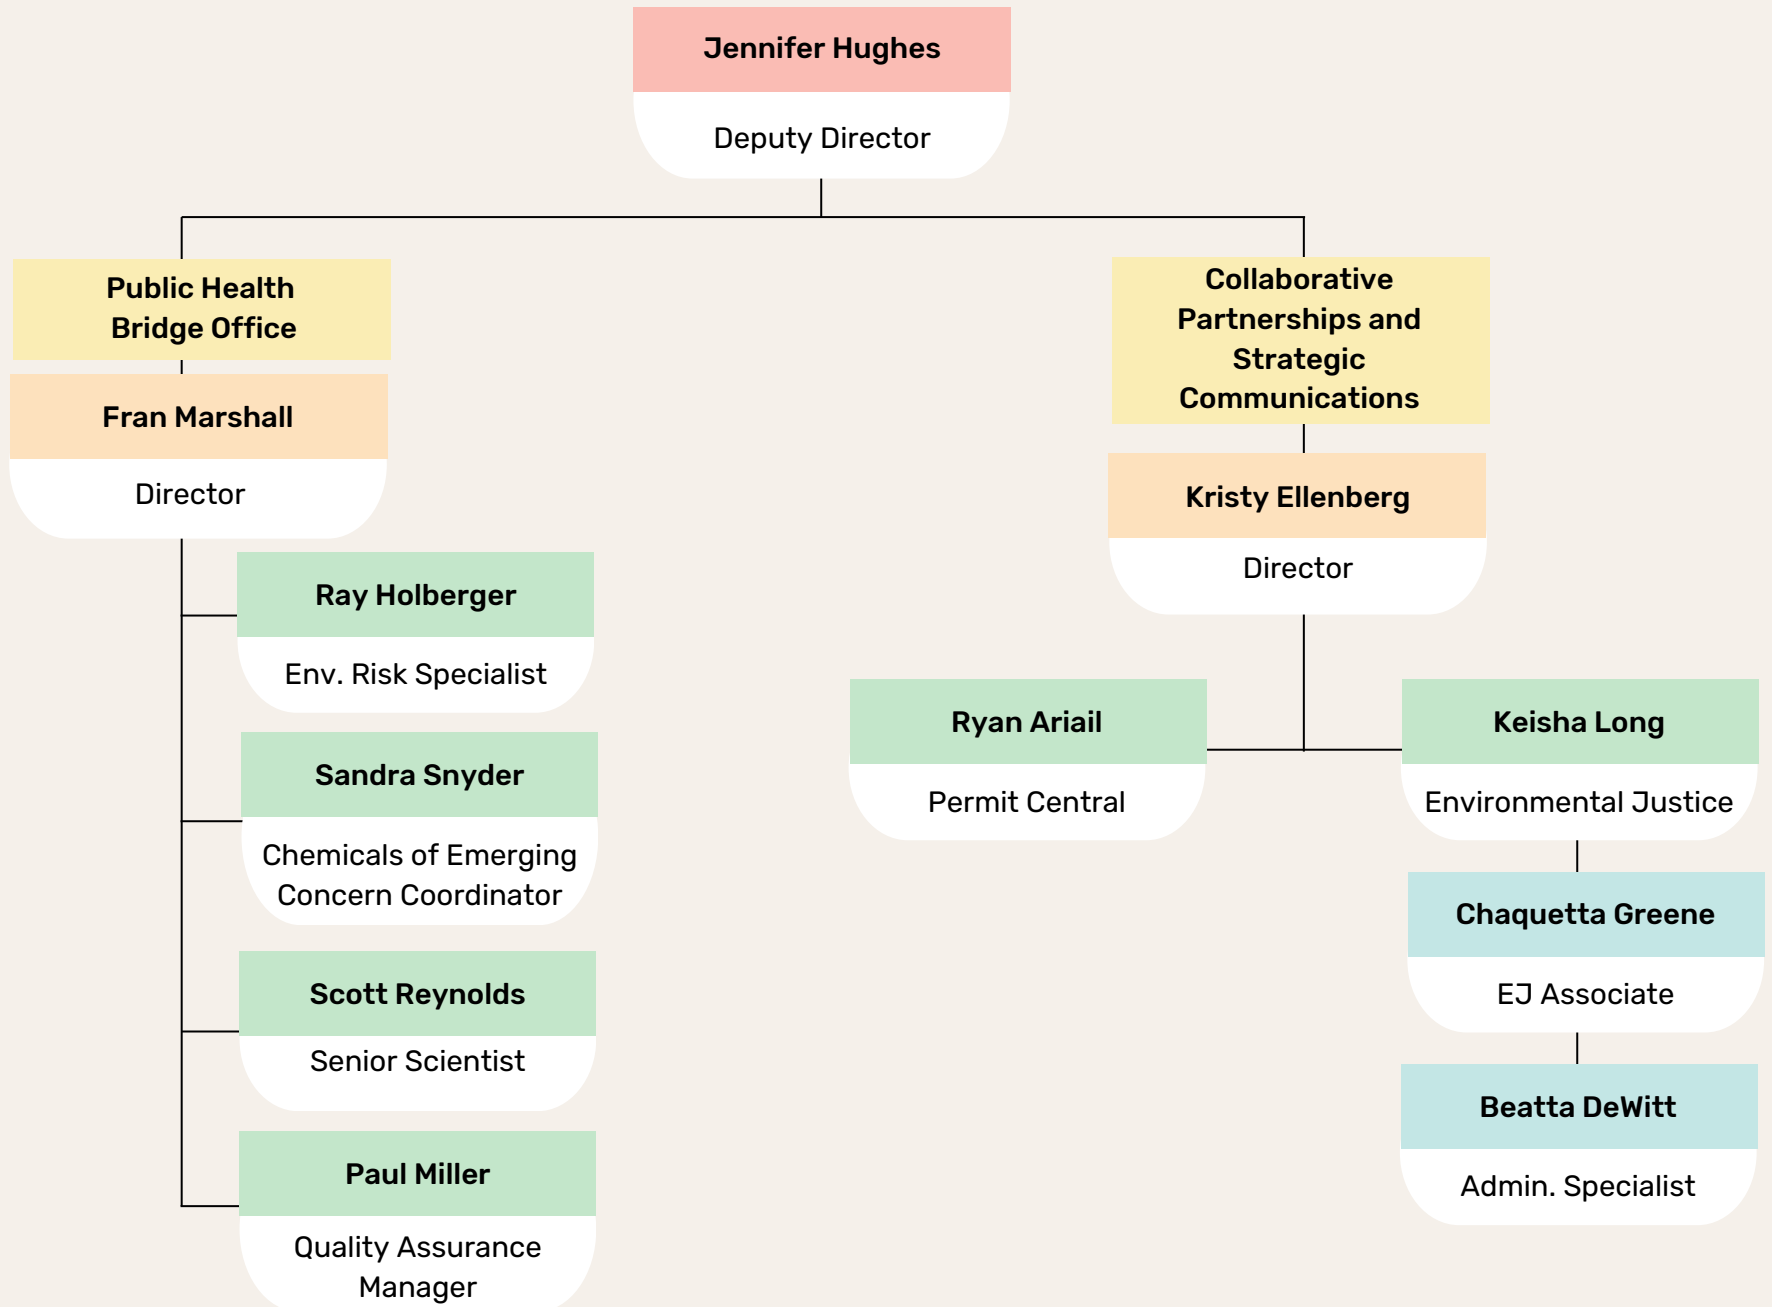 Jennifer Hughes
Deputy Director
Public Health
Bridge Office
Fran Marshall
Director
Ray Holberger
Env. Risk Specialist
Sandra Snyder
Chemicals of Emerging
Concern Coordinator
Scott Reynolds
Senior Scientist
Paul Miller
Quality Assurance
Manager
Collaborative
Partnerships and
Strategic
Communications
Kristy Ellenberg
Director
Ryan Ariail
Permit Central
Keisha Long
Environmental Justice
Chaquetta Greene
EJ Associate
Beatta DeWitt
Admin. Specialist